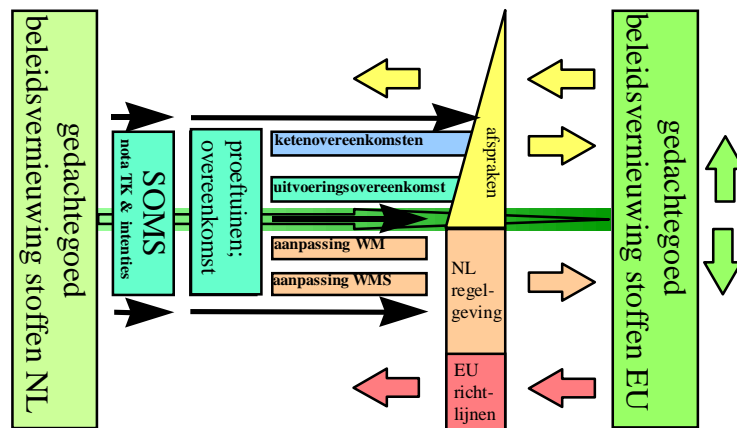 gedachtegoed
beleidsvernieuwing stoffen NL
SOMS
nota TK & intenties
proeftuinen;
overeenkomst
ketenovereenkomsten
uitvoeringsovereenkomst
aanpassing WM
aanpassing WMS
afspraken
NL
regel-
geving
EU
richt-
lijnen
gedachtegoed
beleidsvernieuwing stoffen EU